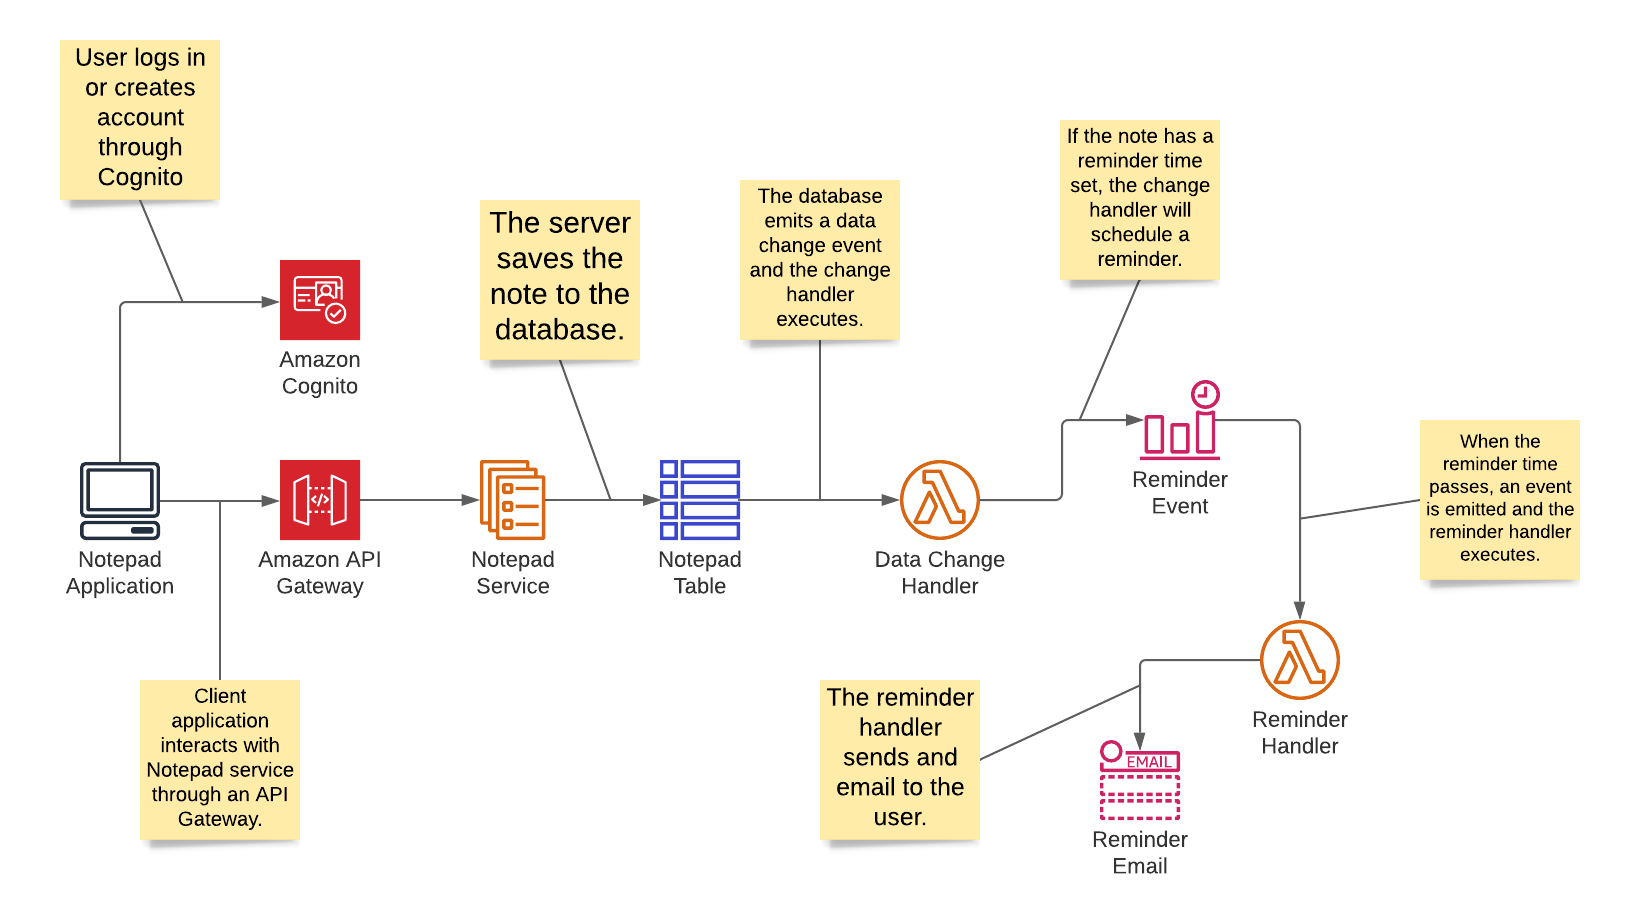 User logs in
or creates
account
through
Cognito
If the note has a
reminder time
set, the change
handler will
schedule a
reminder.
The database
emits a data
change event
and the change
handler
executes.
The server
saves the
note to the
database.
Amazon
Cognito
When the
reminder time
passes, an event
is emitted and the
reminder handler
executes.
Reminder
Event
Notepad
Application
Amazon API
Gateway
Notepad
Service
Notepad
Table
Data Change
Handler
Client
application
interacts with
Notepad service
through an API
Gateway.
The reminder
handler
sends and
email to the
user.
Reminder
Handler
EMAIL
Reminder
Email